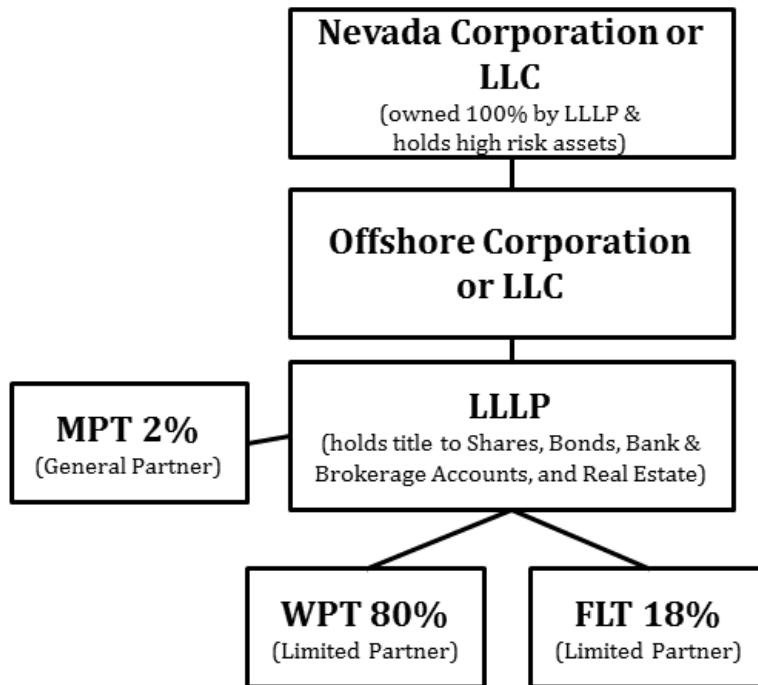 Nevada Corporation or
LLC
(owned 100% by LLLP &
holds high risk assets)
Offshore Corporation
or LLC
MPT 2%
(General Partner)
LLLP
(holds title to Shares, Bonds, Bank &
Brokerage Accounts, and Real Estate)
WPT 80%
(Limited Partner)
FLT 18%
(Limited Partner)